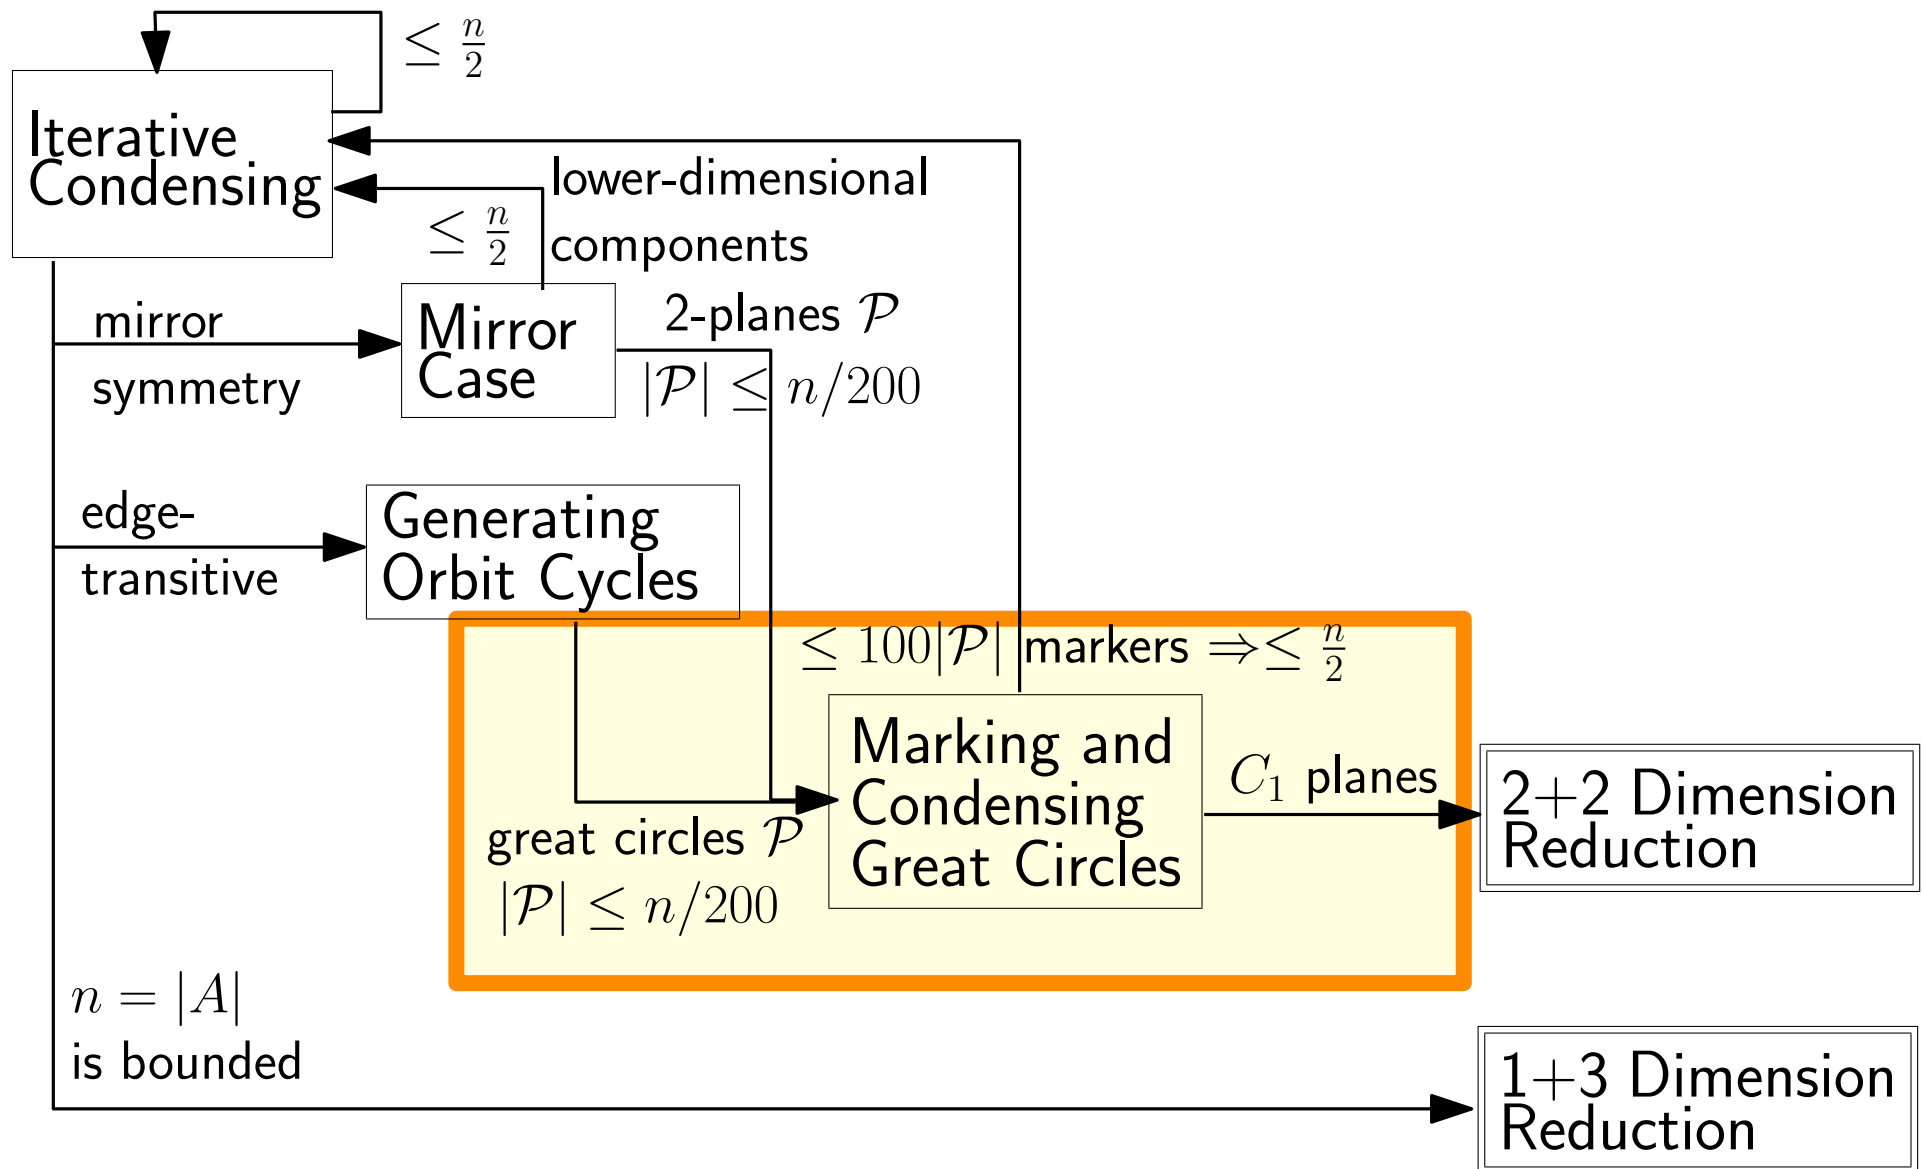 ≤ n/2
Iterative
Condensing
lower-dimensional
components
≤ n/2
mirror
symmetry
Mirror
Case
2-planes 𝒫
|𝒫| ≤ n/200
edge-
transitive
Generating
Orbit Cycles
≤ 100|𝒫| markers ⇒≤ n/2
Marking and
Condensing
Great Circles
great circles 𝒫
|𝒫| ≤ n/200
C₁ planes
2+2 Dimension
Reduction
n = |A|
is bounded
1+3 Dimension
Reduction